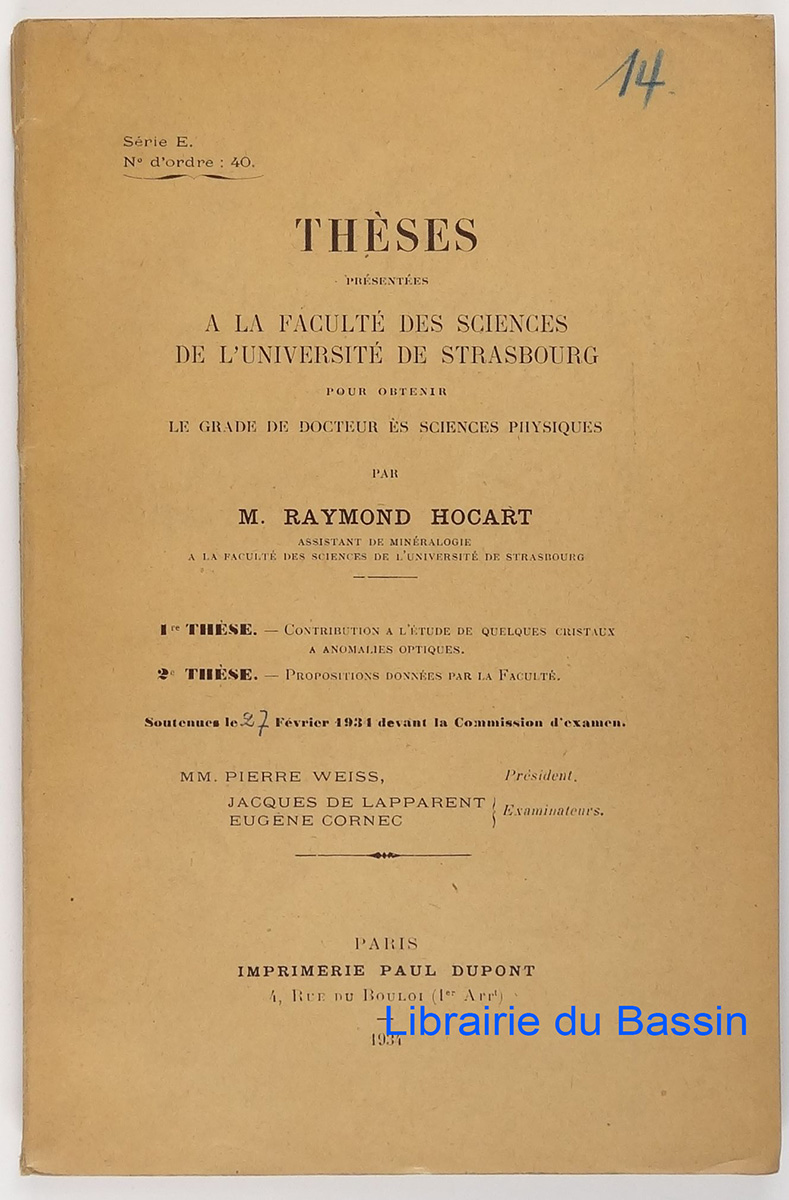 14.
Série E.
Nº d'ordre : 40.
THÈSES
PRÉSENTÉES
A LA FACULTÉ DES SCIENCES
DE L'UNIVERSITÉ DE STRASBOURG
POUR OBTENIR
LE GRADE DE DOCTEUR ÈS SCIENCES PHYSIQUES
PAR
M. RAYMOND HOCART
ASSISTANT DE MINÉRALOGIE
A LA FACULTÉ DES SCIENCES DE L'UNIVERSITÉ DE STRASBOURG
1re THÈSE. — CONTRIBUTION A L'ÉTUDE DE QUELQUES CRISTAUX
A ANOMALIES OPTIQUES.
2e THÈSE. — PROPOSITIONS DONNÉES PAR LA FACULTÉ.
Soutenues le 27 Février 1934 devant la Commission d'examen.
MM. PIERRE WEISS, Président.
JACQUES DE LAPPARENT
EUGÈNE CORNEC } Examinateurs.
PARIS
IMPRIMERIE PAUL DUPONT
4, RUE DU BOULOI (1er Arrt)
Librairie du Bassin
1934